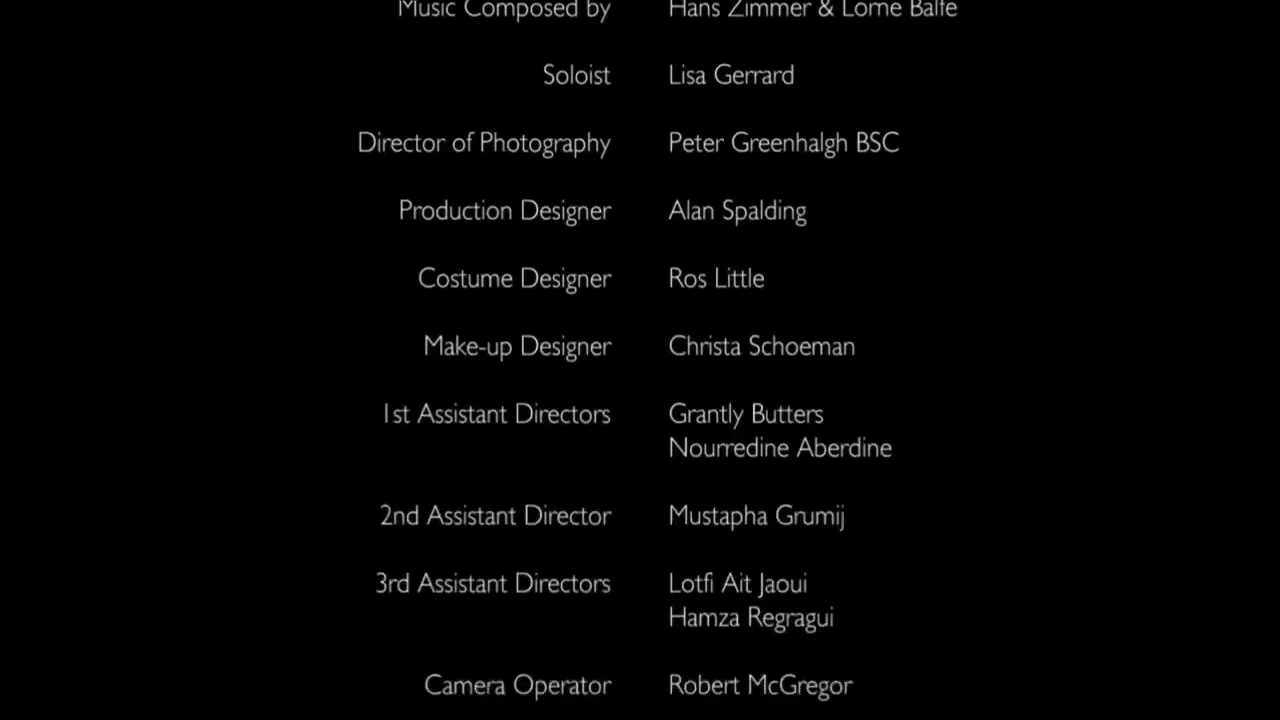 Music Composed by Hans Zimmer & Lorne Balfe
Soloist Lisa Gerrard
Director of Photography Peter Greenhalgh BSC
Production Designer Alan Spalding
Costume Designer Ros Little
Make-up Designer Christa Schoeman
1st Assistant Directors Grantly Butters
Nourredine Aberdine
2nd Assistant Director Mustapha Grumij
3rd Assistant Directors Lotfi Ait Jaoui
Hamza Regragui
Camera Operator Robert McGregor